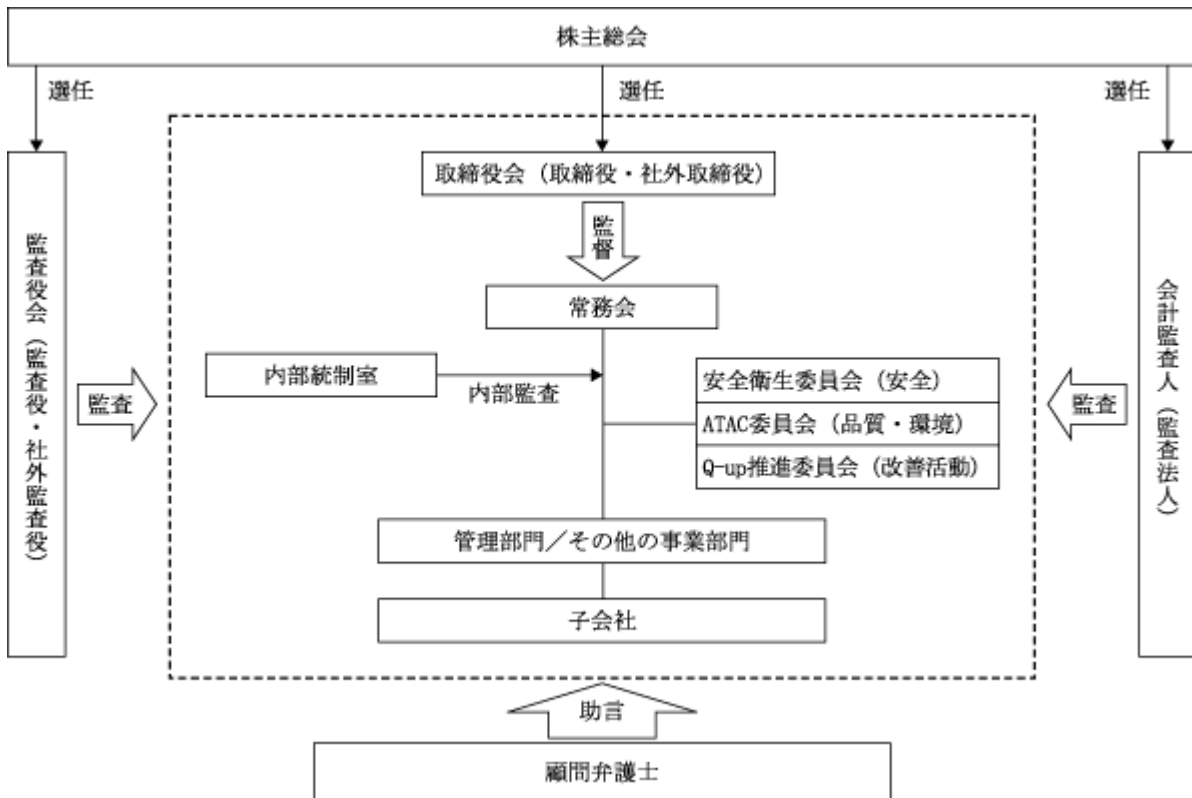 株主総会
選任
選任
選任
取締役会（取締役・社外取締役）
監督
常務会
内部統制室
内部監査
安全衛生委員会（安全）
ATAC委員会（品質・環境）
Q-up推進委員会（改善活動）
監査役会（監査役・社外監査役）
監査
監査
会計監査人（監査法人）
管理部門／その他の事業部門
子会社
助言
顧問弁護士